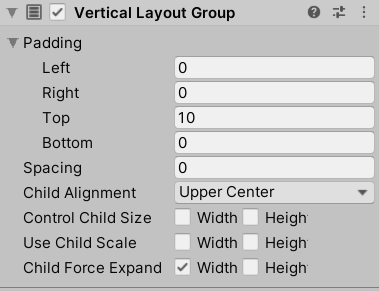 Vertical Layout Group
Padding
Left 0
Right 0
Top 10
Bottom 0
Spacing 0
Child Alignment Upper Center
Control Child Size Width Heigh
Use Child Scale Width Heigh
Child Force Expand Width Heigh